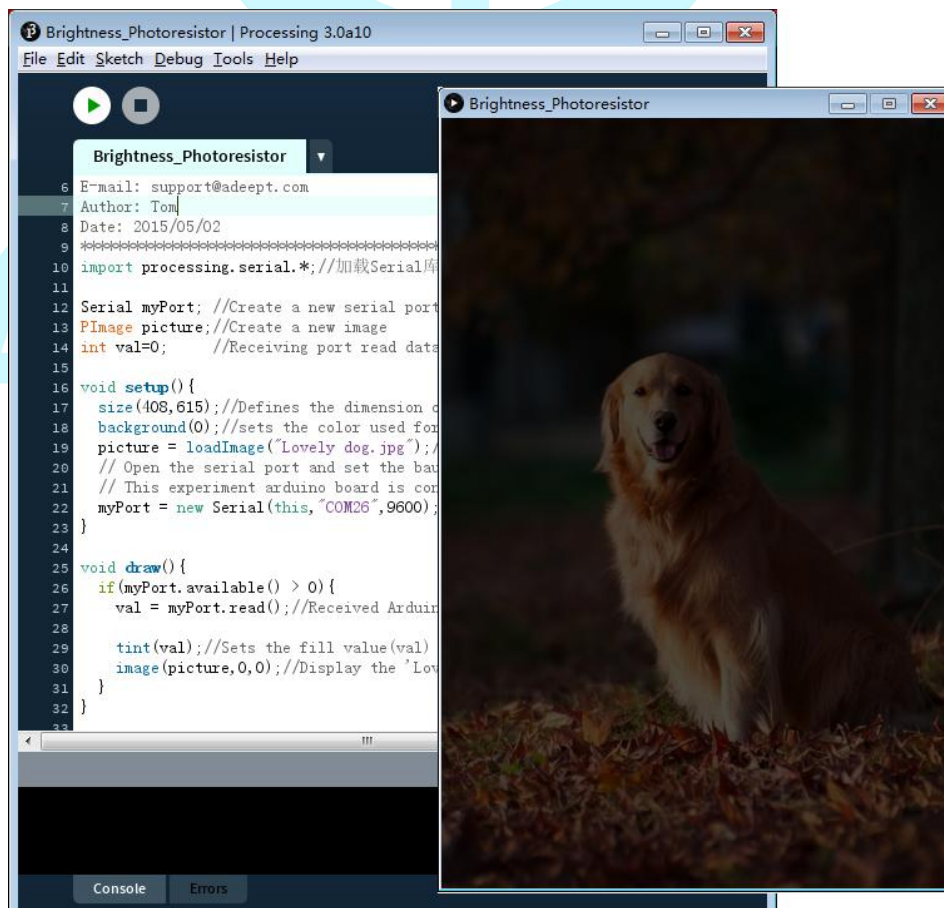 Brightness_Photoresistor | Processing 3.0a10
File Edit Sketch Debug Tools Help
Brightness_Photoresistor
6 E-mail: support@adeept.com
7 Author: Tom
8 Date: 2015/05/02
9 **********************************************
10 import processing.serial.*;//加载Serial库
11
12 Serial myPort; //Create a new serial port
13 PImage picture;//Create a new image
14 int val=0;      //Receiving port read data
15
16 void setup(){
17   size(408,615);//Defines the dimension o
18   background(0);//sets the color used for
19   picture = loadImage("Lovely dog.jpg");/
20   // Open the serial port and set the bau
21   // This experiment arduino board is con
22   myPort = new Serial(this,"COM26",9600);
23 }
24
25 void draw(){
26   if(myPort.available() > 0){
27     val = myPort.read();//Received Arduin
28
29     tint(val);//Sets the fill value(val)
30     image(picture,0,0);//Display the 'Lov
31   }
32 }
33
Console Errors
Brightness_Photoresistor